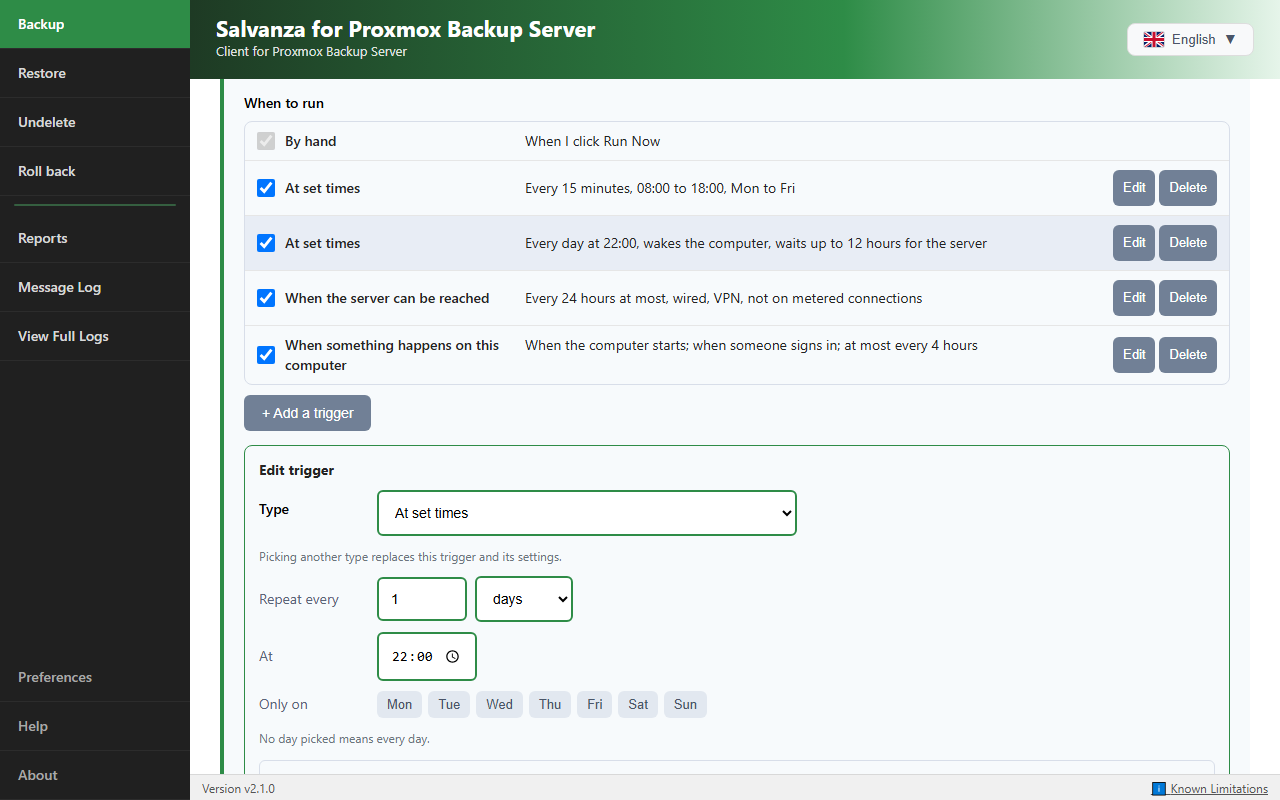 Backup
Restore
Undelete
Roll back
Reports
Message Log
View Full Logs
Preferences
Help
About
Salvanza for Proxmox Backup Server
Client for Proxmox Backup Server
English ▼
When to run
By hand When I click Run Now
At set times Every 15 minutes, 08:00 to 18:00, Mon to Fri Edit Delete
At set times Every day at 22:00, wakes the computer, waits up to 12 hours for the server Edit Delete
When the server can be reached Every 24 hours at most, wired, VPN, not on metered connections Edit Delete
When something happens on this When the computer starts; when someone signs in; at most every 4 hours Edit Delete
computer
+ Add a trigger
Edit trigger
Type At set times
Picking another type replaces this trigger and its settings.
Repeat every 1 days
At 22:00
Only on Mon Tue Wed Thu Fri Sat Sun
No day picked means every day.
Version v2.1.0
i Known Limitations